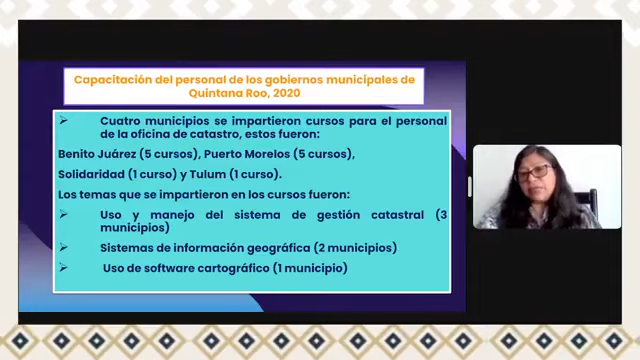 Capacitación del personal de los gobiernos municipales de
Quintana Roo, 2020
Cuatro municipios se impartieron cursos para el personal
de la oficina de catastro, estos fueron:
Benito Juárez (5 cursos), Puerto Morelos (5 cursos),
Solidaridad (1 curso) y Tulum (1 curso).
Los temas que se impartieron en los cursos fueron:
Uso y manejo del sistema de gestión catastral (3
municipios)
Sistemas de información geográfica (2 municipios)
Uso de software cartográfico (1 municipio)